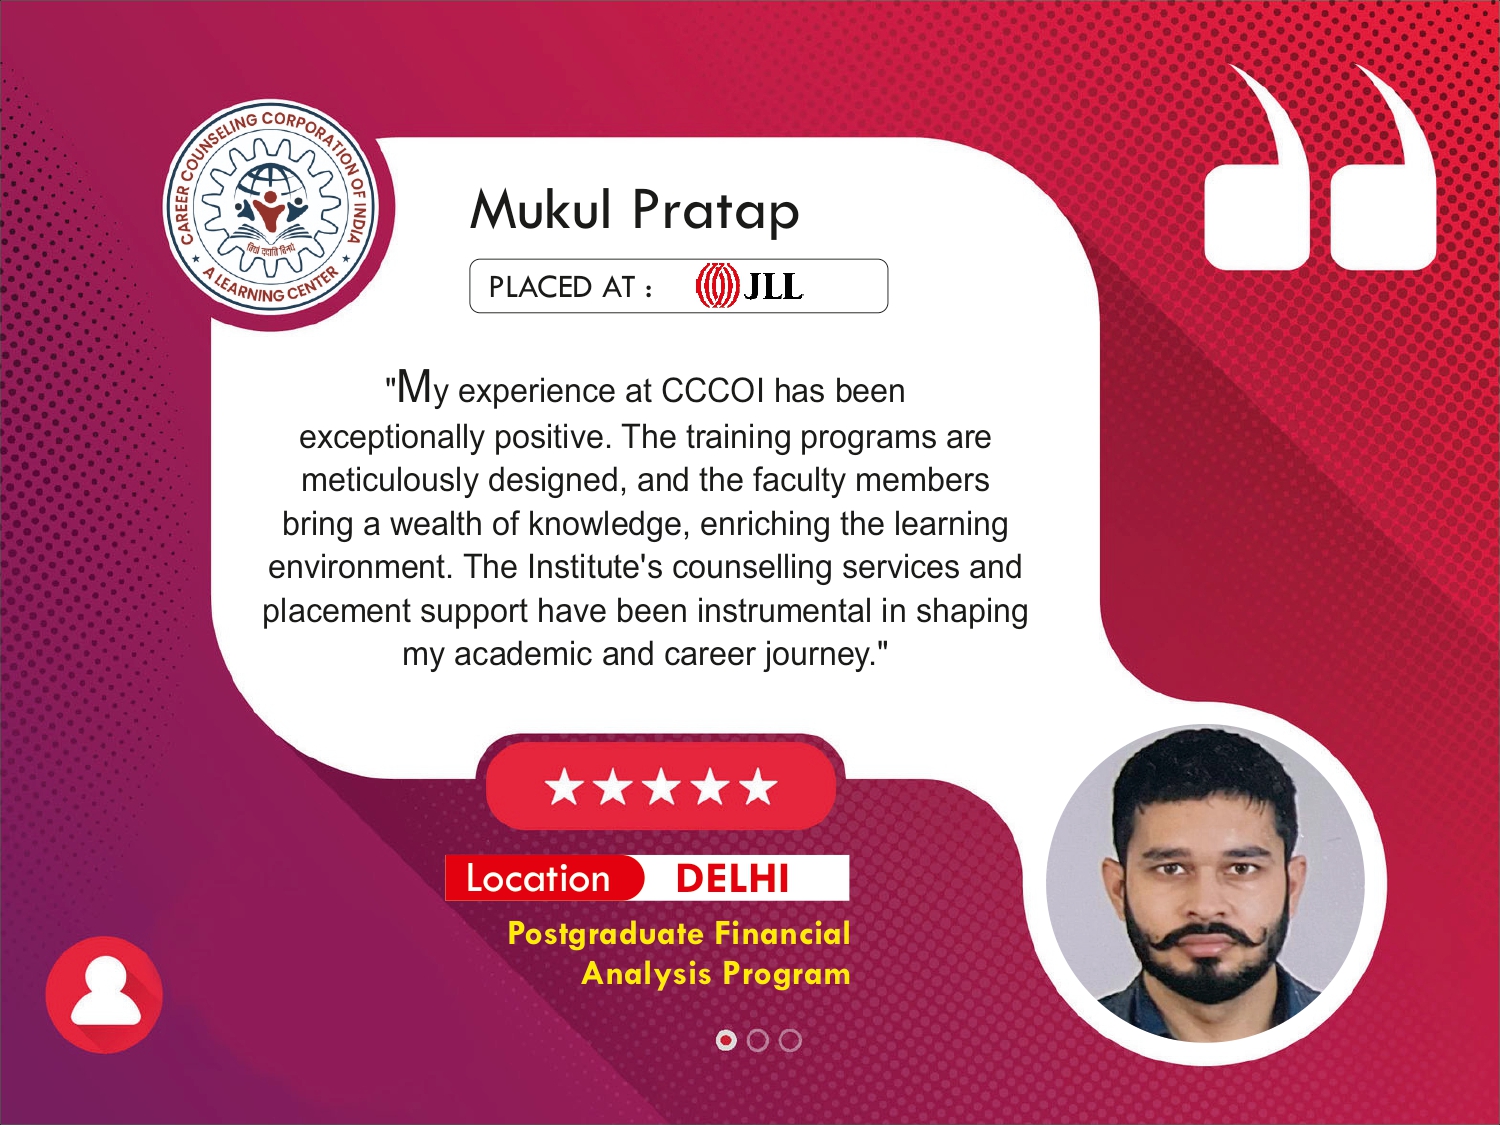 CAREER COUNSELING CORPORATION OF INDIA
★ A LEARNING CENTER ★
Mukul Pratap
PLACED AT :
JLL
"My experience at CCCOI has been
exceptionally positive. The training programs are
meticulously designed, and the faculty members
bring a wealth of knowledge, enriching the learning
environment. The Institute's counselling services and
placement support have been instrumental in shaping
my academic and career journey."
Location DELHI
Postgraduate Financial
Analysis Program